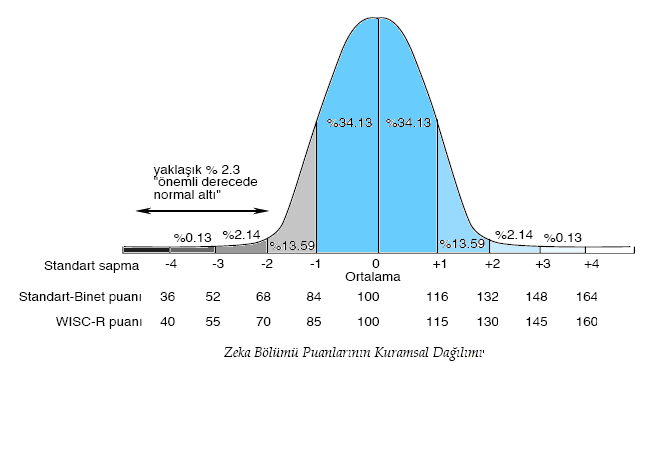 %34.13 %34.13
yaklaşık % 2.3
"önemli derecede
normal altı"
%0.13 %2.14 %13.59 %13.59 %2.14 %0.13
Standart sapma -4 -3 -2 -1 0 +1 +2 +3 +4
Ortalama
Standart-Binet puanı 36 52 68 84 100 116 132 148 164
WISC-R puanı 40 55 70 85 100 115 130 145 160
Zeka Bölümü Puanlarının Kuramsal Dağılımı